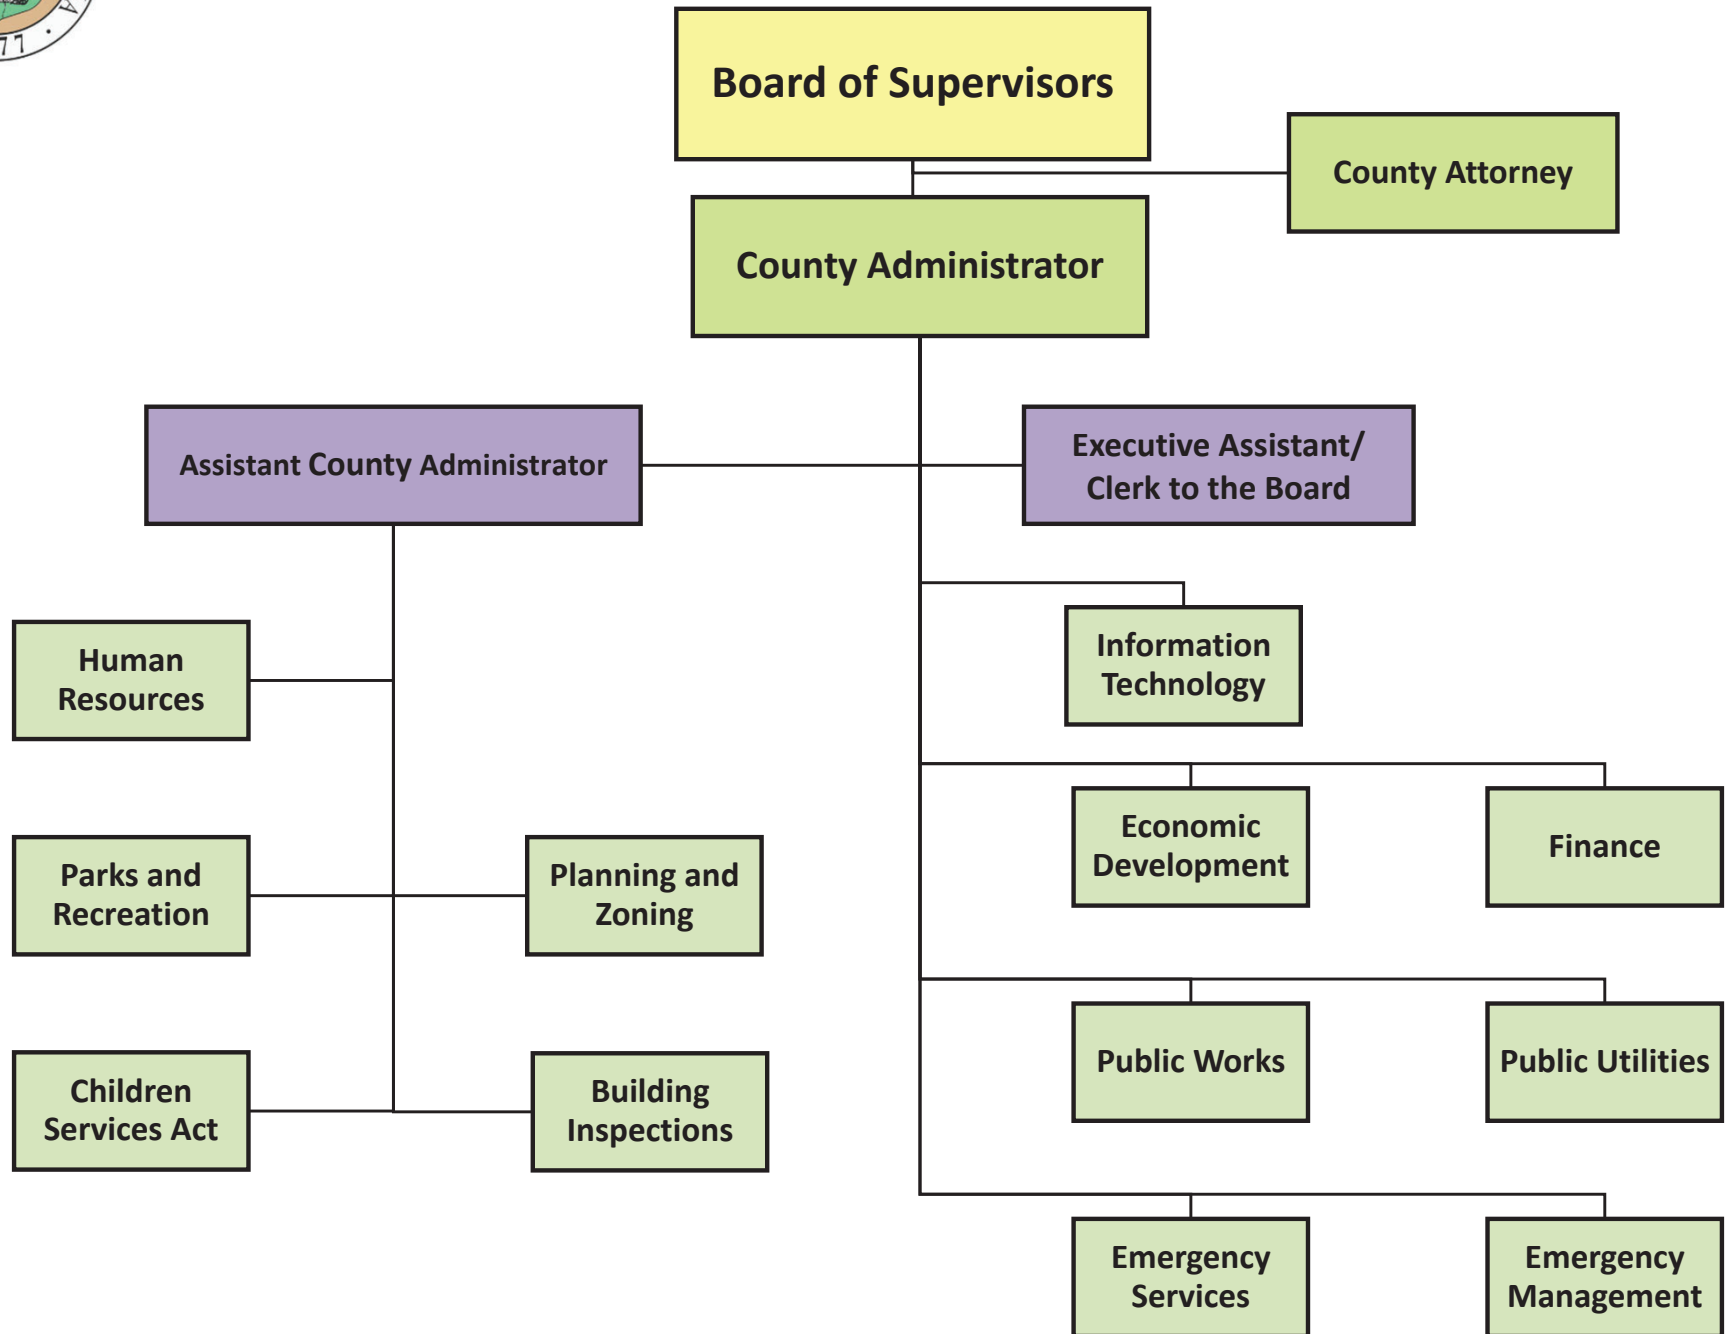 77 ·
Board of Supervisors
County Attorney
County Administrator
Assistant County Administrator
Executive Assistant/
Clerk to the Board
Human
Resources
Information
Technology
Parks and
Recreation
Planning and
Zoning
Economic
Development
Finance
Children
Services Act
Building
Inspections
Public Works
Public Utilities
Emergency
Services
Emergency
Management